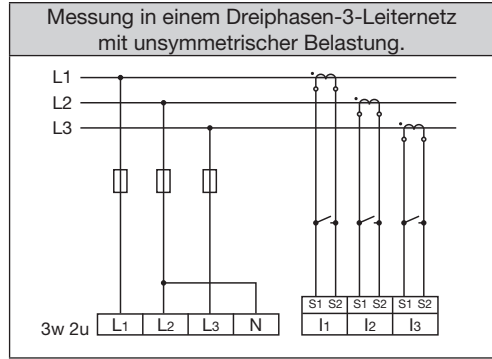 Messung in einem Dreiphasen-3-Leiternetz
mit unsymmetrischer Belastung.
L1
L2
L3
S1 S2 S1 S2 S1 S2
3w 2u L1 L2 L3 N I1 I2 I3